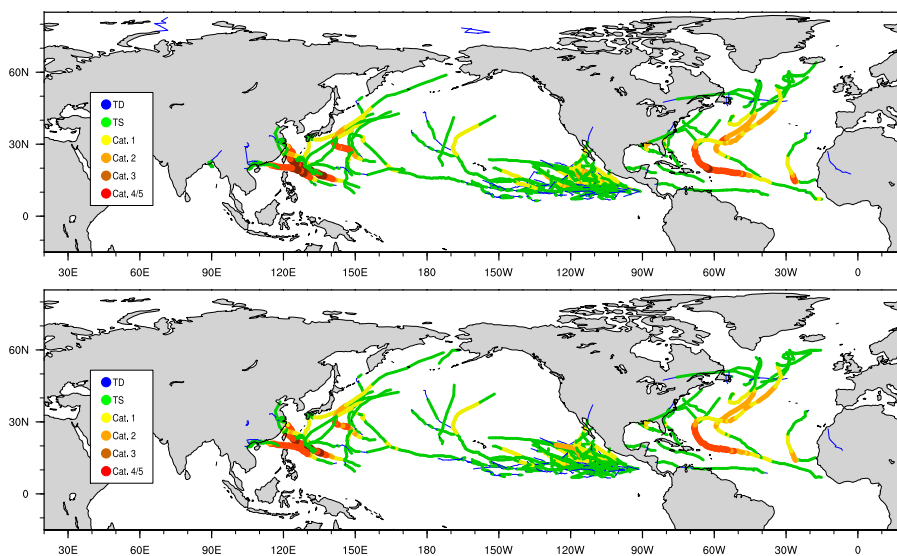 60N
30N
0
TD
TS
Cat. 1
Cat. 2
Cat. 3
Cat, 4/5
30E 60E 90E 120E 150E 180 150W 120W 90W 60W 30W 0
60N
30N
0
TD
TS
Cat. 1
Cat. 2
Cat. 3
Cat. 4/5
30E 60E 90E 120E 150E 180 150W 120W 90W 60W 30W 0